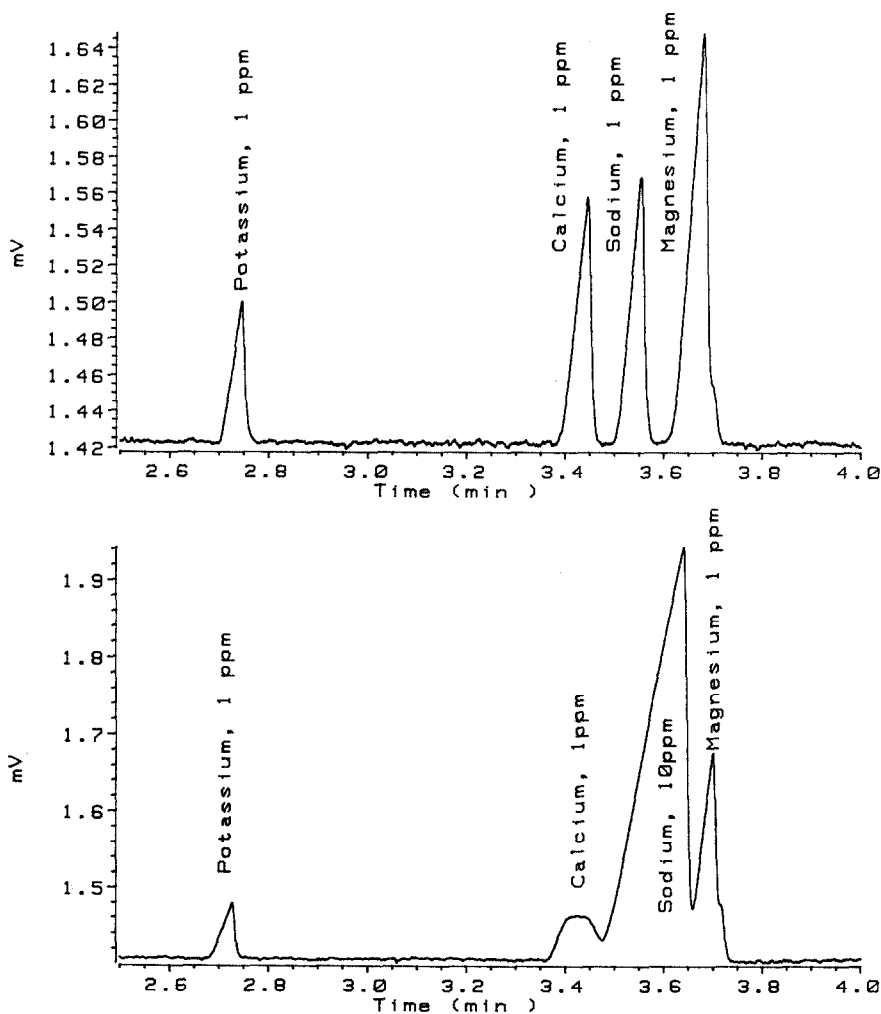 1.64
1.62
1.60
1.58
1.56
1.54
1.52
1.50
1.48
1.46
1.44
1.42
mV
Potassium, 1 ppm
Calcium, 1 ppm
Sodium, 1 ppm
Magnesium, 1 ppm
2.6 2.8 3.0 3.2 3.4 3.6 3.8 4.0
Time (min )
1.9
1.8
1.7
1.6
1.5
mV
Potassium, 1 ppm
Calcium, 1ppm
Sodium, 10ppm
Magnesium, 1 ppm
2.6 2.8 3.0 3.2 3.4 3.6 3.8 4.0
Time (min )